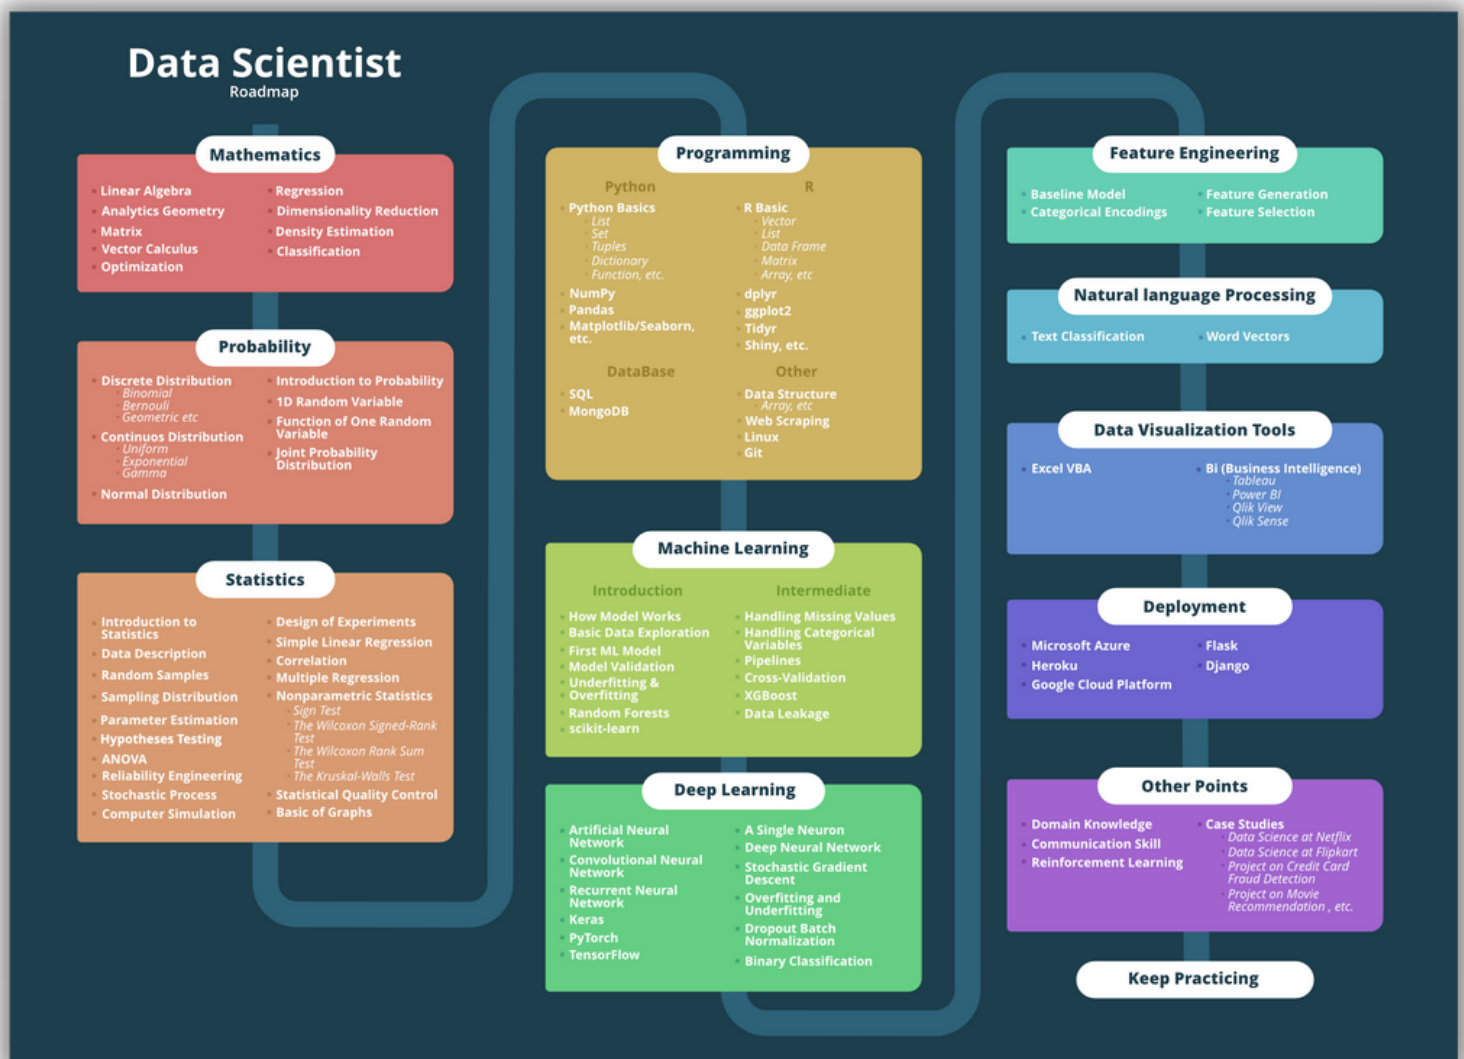 Data Scientist
Roadmap
Mathematics
Linear Algebra
Analytics Geometry
Matrix
Vector Calculus
Optimization
Regression
Dimensionality Reduction
Density Estimation
Classification
Probability
Discrete Distribution
Binomial
Bernouli
Geometric etc
Continuos Distribution
Uniform
Exponential
Gamma
Normal Distribution
Introduction to Probability
1D Random Variable
Function of One Random
Variable
Joint Probability
Distribution
Statistics
Introduction to
Statistics
Data Description
Random Samples
Sampling Distribution
Parameter Estimation
Hypotheses Testing
ANOVA
Reliability Engineering
Stochastic Process
Computer Simulation
Design of Experiments
Simple Linear Regression
Correlation
Multiple Regression
Nonparametric Statistics
Sign Test
The Wilcoxon Signed-Rank
Test
The Wilcoxon Rank Sum
Test
The Kruskal-Walls Test
Statistical Quality Control
Basic of Graphs
Programming
Python
Python Basics
List
Set
Tuples
Dictionary
Function, etc.
NumPy
Pandas
Matplotlib/Seaborn,
etc.
R
R Basic
Vector
List
Data Frame
Matrix
Array, etc
dplyr
ggplot2
Tidyr
Shiny, etc.
DataBase
SQL
MongoDB
Other
Data Structure
Array, etc
Web Scraping
Linux
Git
Machine Learning
Introduction
How Model Works
Basic Data Exploration
First ML Model
Model Validation
Underfitting &
Overfitting
Random Forests
scikit-learn
Intermediate
Handling Missing Values
Handling Categorical
Variables
Pipelines
Cross-Validation
XGBoost
Data Leakage
Deep Learning
Artificial Neural
Network
Convolutional Neural
Network
Recurrent Neural
Network
Keras
PyTorch
TensorFlow
A Single Neuron
Deep Neural Network
Stochastic Gradient
Descent
Overfitting and
Underfitting
Dropout Batch
Normalization
Binary Classification
Feature Engineering
Baseline Model
Categorical Encodings
Feature Generation
Feature Selection
Natural language Processing
Text Classification
Word Vectors
Data Visualization Tools
Excel VBA
Bi (Business Intelligence)
Tableau
Power BI
Qlik View
Qlik Sense
Deployment
Microsoft Azure
Heroku
Google Cloud Platform
Flask
Django
Other Points
Domain Knowledge
Communication Skill
Reinforcement Learning
Case Studies
Data Science at Netflix
Data Science at Flipkart
Project on Credit Card
Fraud Detection
Project on Movie
Recommendation , etc.
Keep Practicing